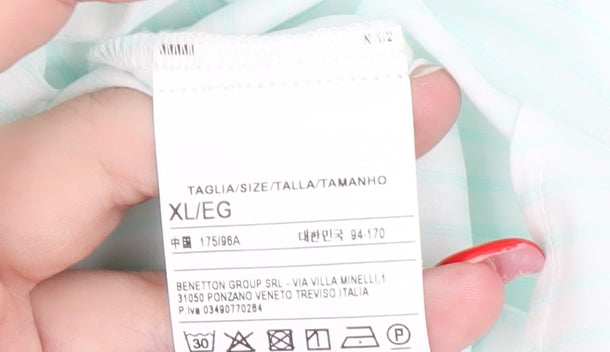 TAGLIA/SIZE/TALLA/TAMANHO
XL/EG
中國 175/96A 대한민국 94-170
BENETTON GROUP SRL - VIA VILLA MINELLI,1
31050 PONZANO VENETO TREVISO ITALIA
P.Iva 03490770264
30
P